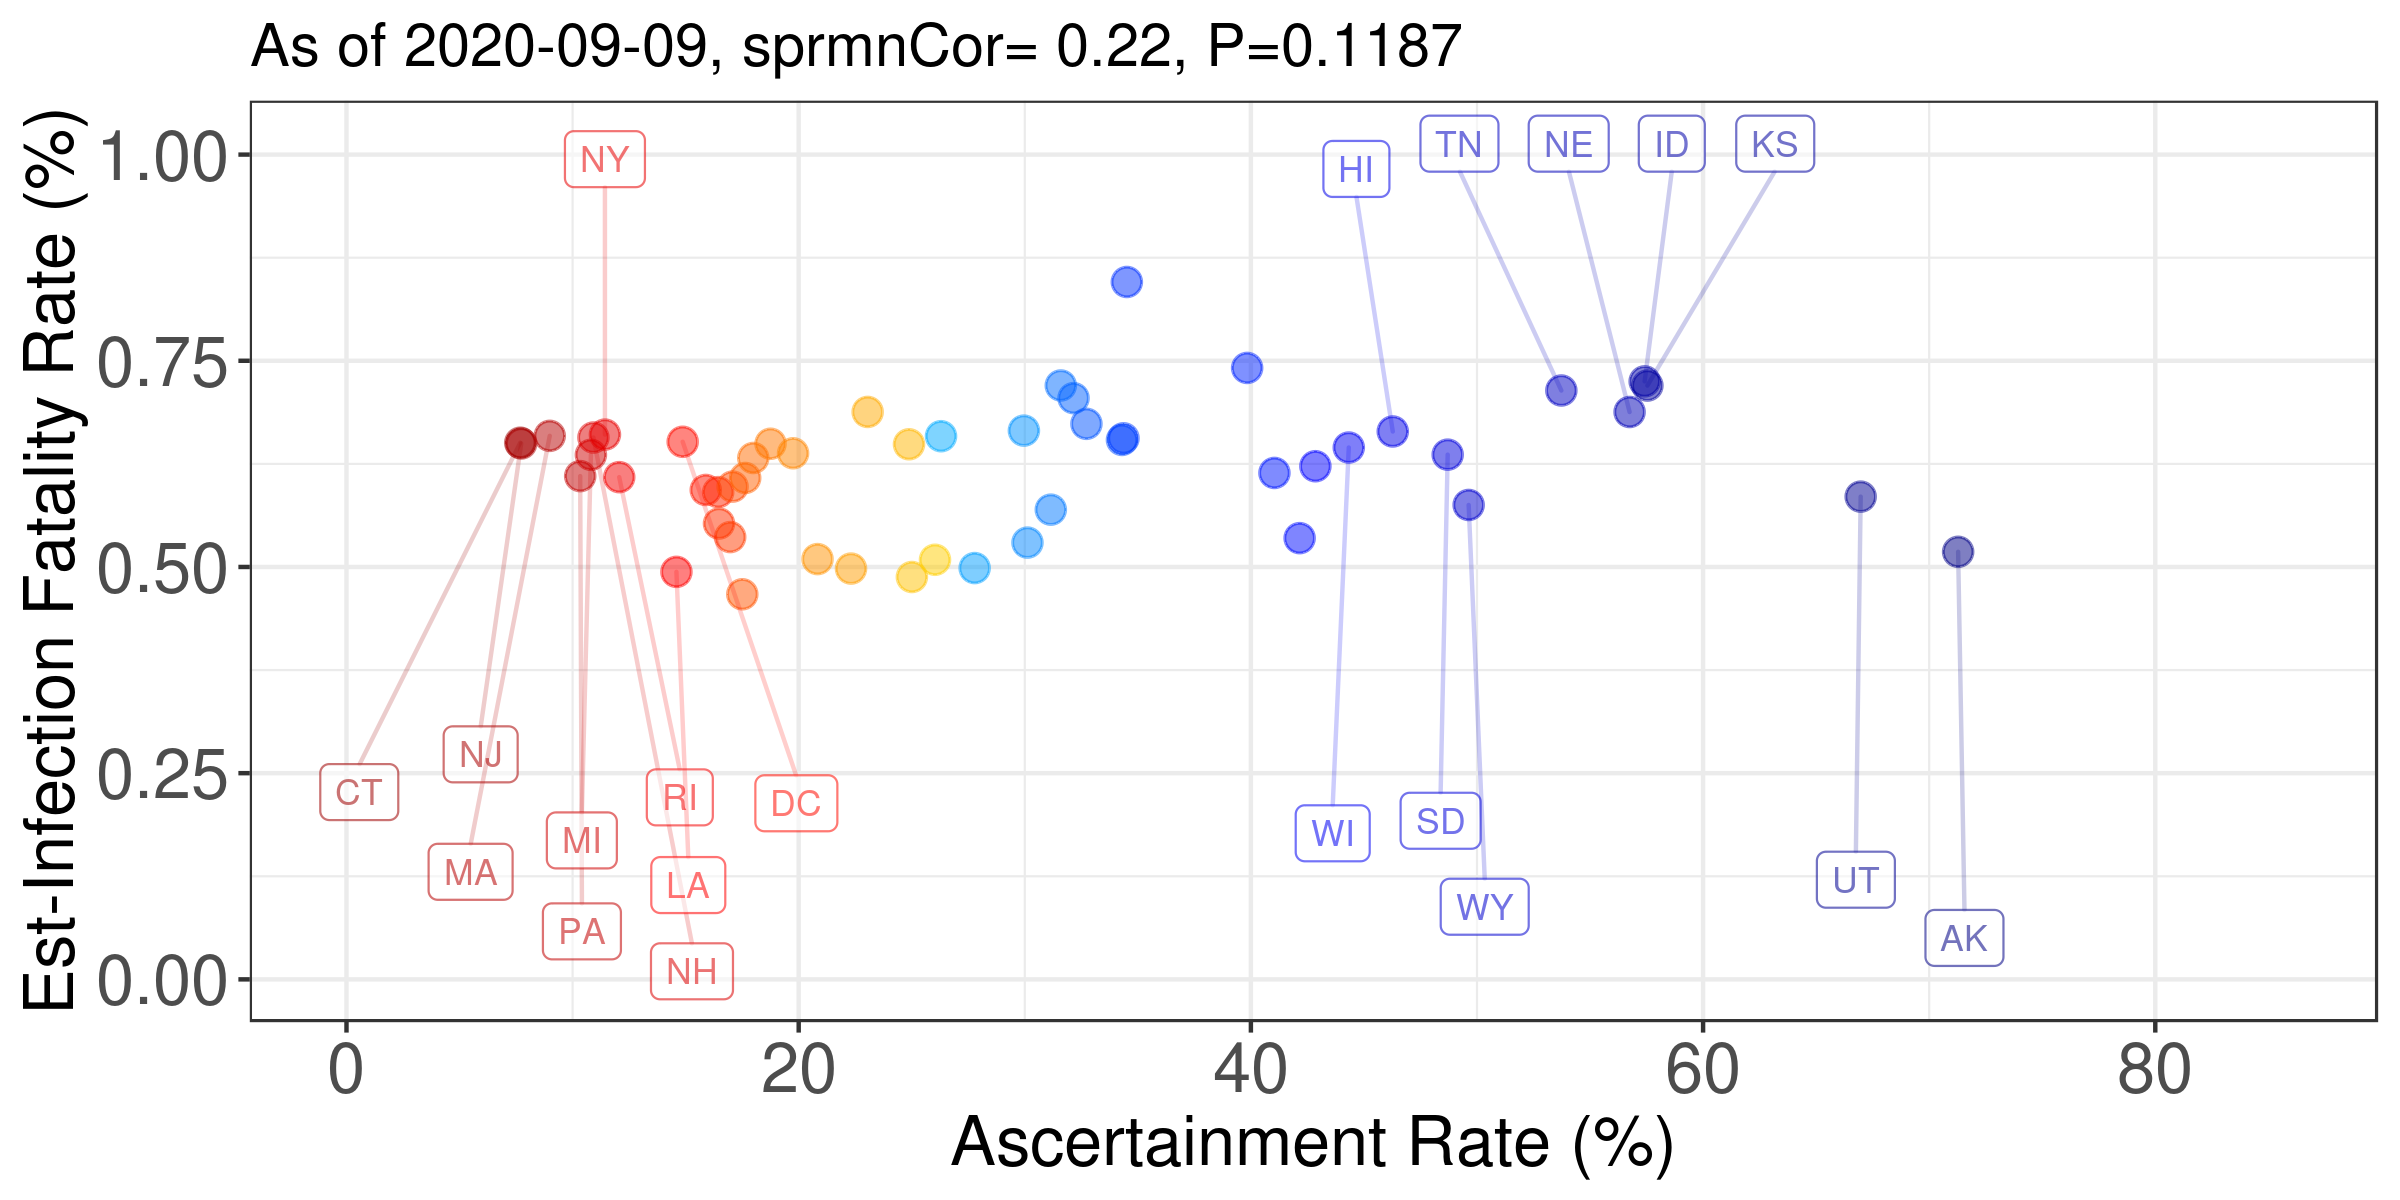 As of 2020-09-09, sprmnCor= 0.22, P=0.1187
Est-Infection Fatality Rate (%)
1.00
0.75
0.50
0.25
0.00
NY
HI
TN
NE
ID
KS
CT
NJ
MA
MI
PA
RI
LA
NH
DC
WI
SD
WY
UT
AK
0
20
40
60
80
Ascertainment Rate (%)